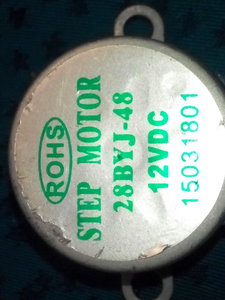 ROHS
STEP MOTOR
28BYJ-48
12VDC
15031801